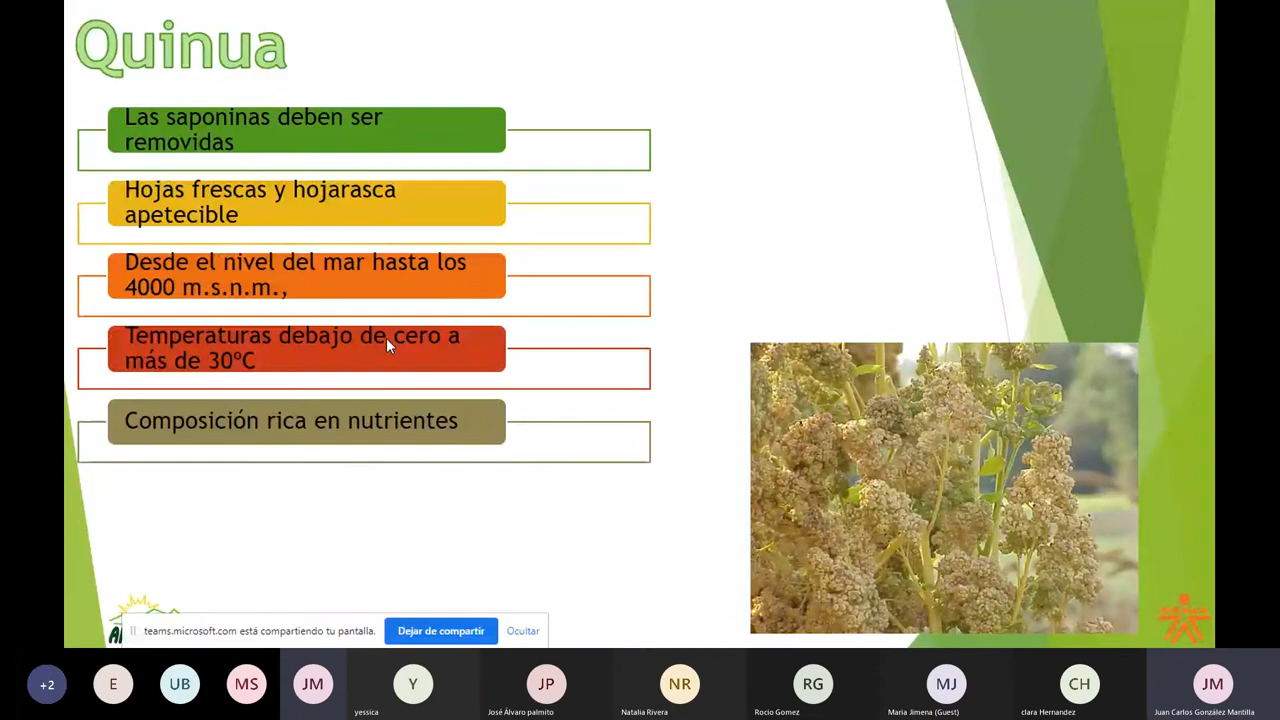 Quinua
Las saponinas deben ser
removidas
Hojas frescas y hojarasca
apetecible
Desde el nivel del mar hasta los
4000 m.s.n.m.,
Temperaturas debajo de cero a
más de 30ºC
Composición rica en nutrientes
teams.microsoft.com está compartiendo tu pantalla.
Dejar de compartir
Ocultar
+2
E
UB
MS
JM
Y
JP
NR
RG
MJ
CH
JM
yessica
José Álvaro palmito
Natalia Rivera
Rocio Gomez
Maria Jimena (Guest)
clara Hernandez
Juan Carlos González Mantilla